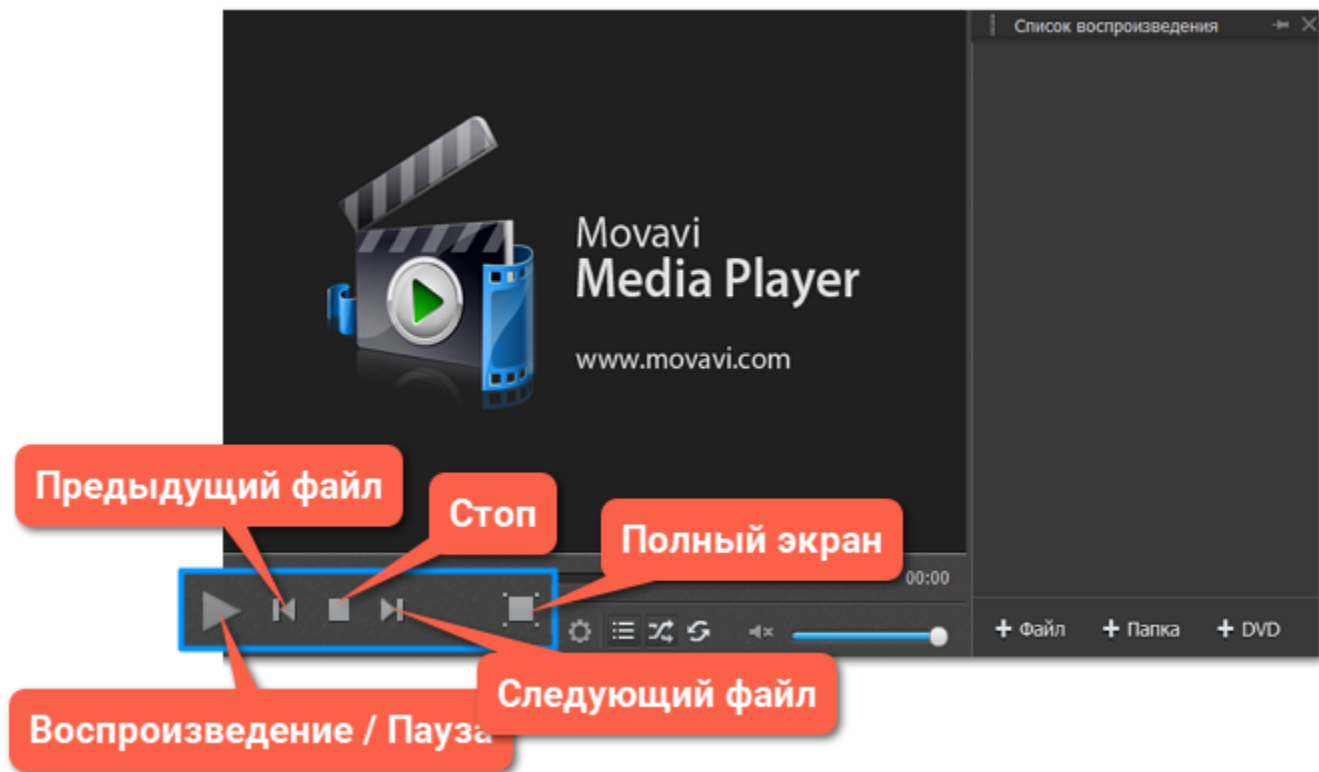 Список воспроизведения
Movavi
Media Player
www.movavi.com
Предыдущий файл
Стоп
Полный экран
00:00
+ Файл + Папка + DVD
Следующий файл
Воспроизведение / Пауза